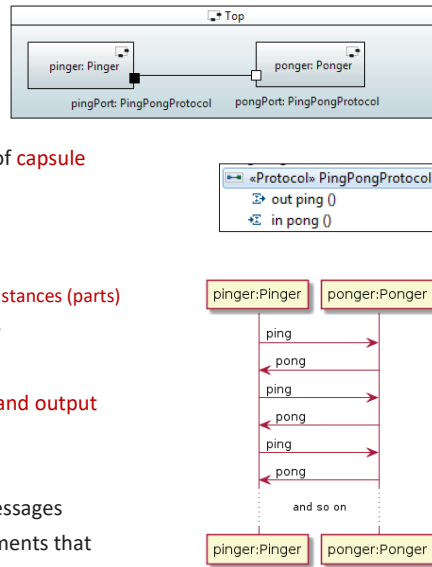 Top
pinger: Pinger
ponger: Ponger
pingPort: PingPongProtocol
pongPort: PingPongProtocol
of capsule
«Protocol» PingPongProtocol
out ping ()
in pong ()
stances (parts)
pinger:Pinger
ponger:Ponger
ping
pong
and output
ping
pong
ping
pong
essages
and so on
ments that
pinger:Pinger
ponger:Ponger